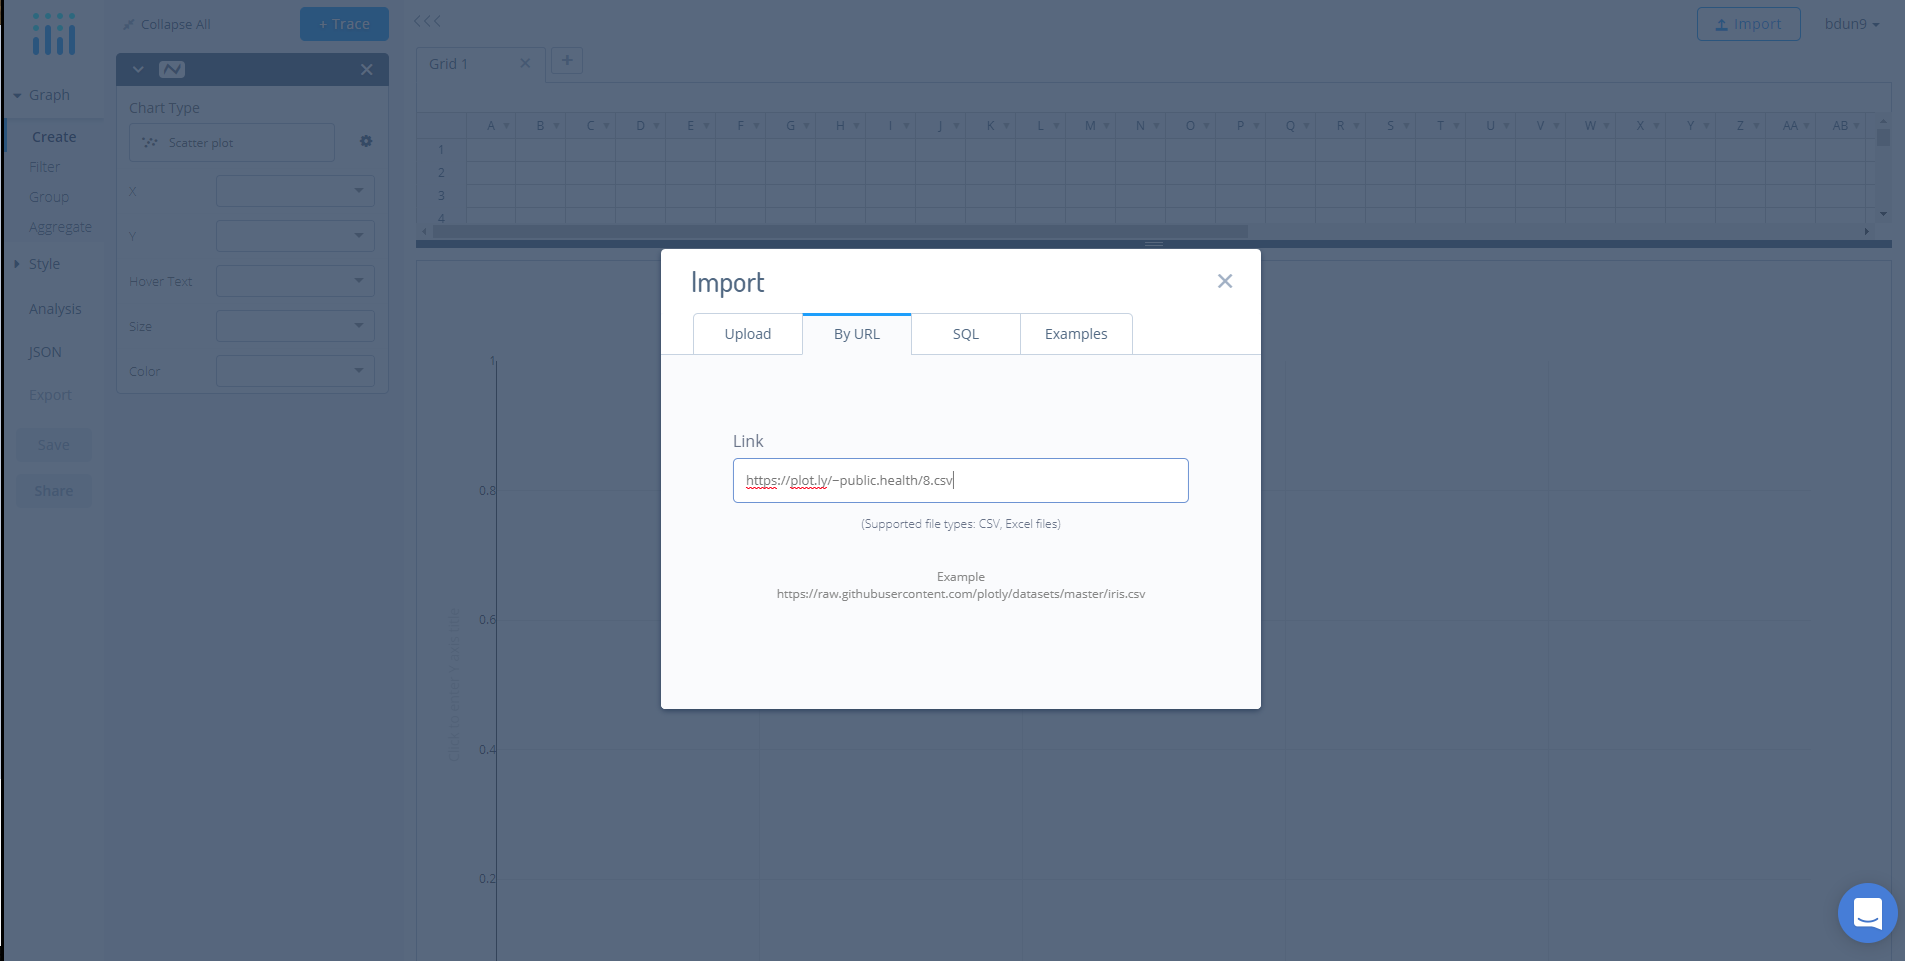 Collapse All
+ Trace
Import
bdun9
Graph
Create
Filter
Group
Aggregate
Style
Analysis
JSON
Export
Save
Share
Chart Type
Scatter plot
X
Y
Hover Text
Size
Color
Grid 1
+
A B C D E F G H I J K L M N O P Q R S T U V W X Y Z AA AB
1
2
3
4
Import
Upload By URL SQL Examples
Link
https://plot.ly/~public.health/8.csv
(Supported file types: CSV, Excel files)
Example
https://raw.githubusercontent.com/plotly/datasets/master/iris.csv
1
0.8
0.6
0.4
0.2
Click to enter Y axis title